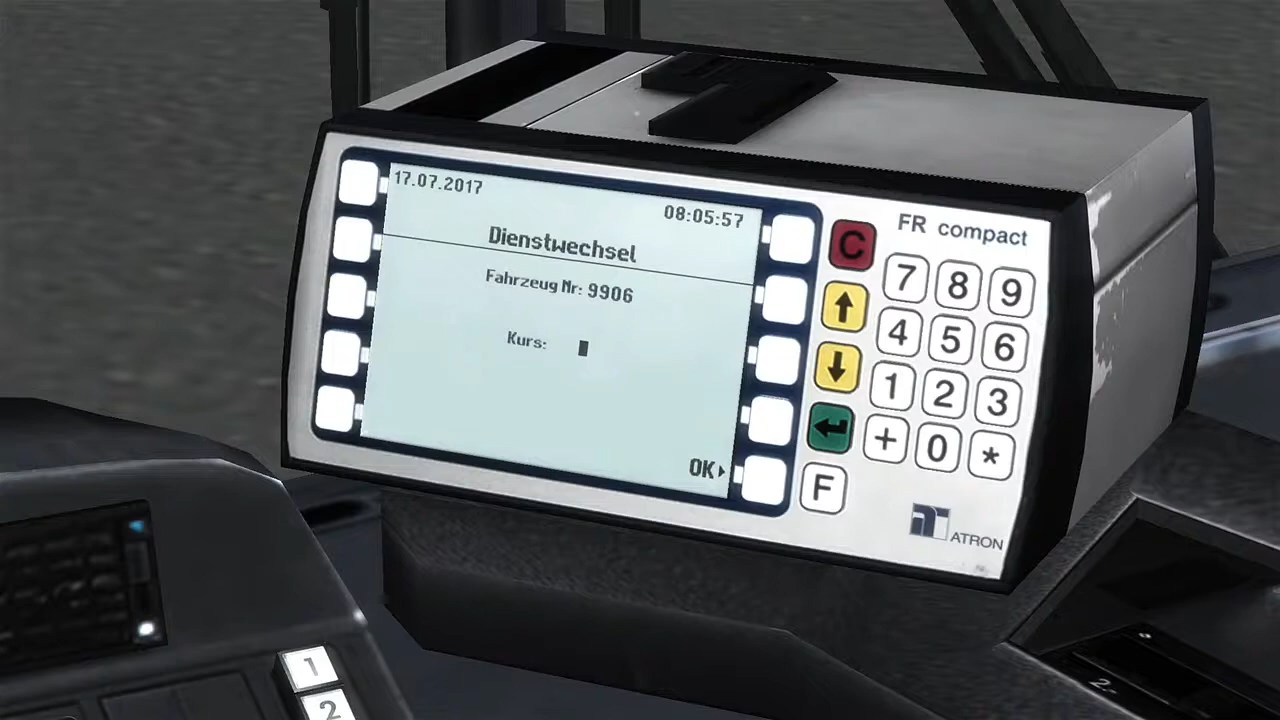 17.07.2017
08:05:57
Dienstwechsel
Fahrzeug Nr: 9906
Kurs:
OK
FR compact
C
7 8 9
4 5 6
1 2 3
+ 0 *
F
ATRON
1
2
2-